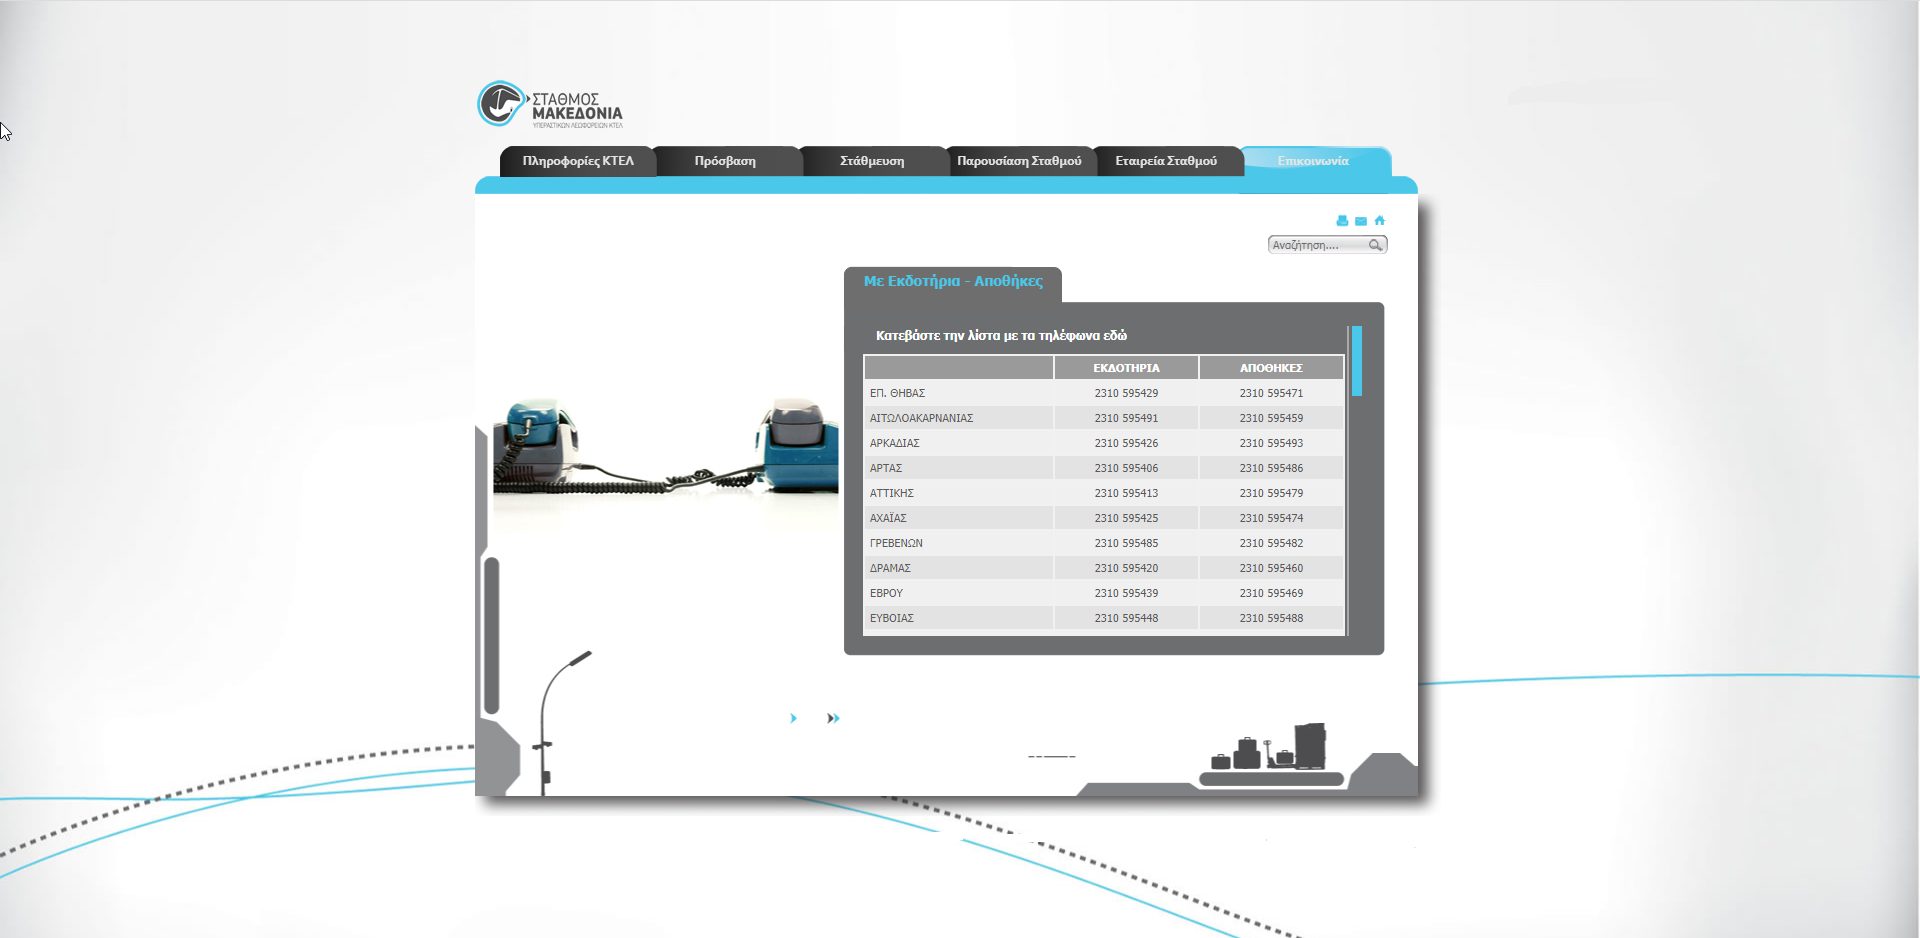 ΣΤΑΘΜΟΣ
ΜΑΚΕΔΟΝΙΑ
ΥΠΕΡΑΣΤΙΚΩΝ ΛΕΩΦΟΡΕΙΩΝ ΚΤΕΛ
Πληροφορίες ΚΤΕΛ Πρόσβαση Στάθμευση Παρουσίαση Σταθμού Εταιρεία Σταθμού Επικοινωνία
Αναζήτηση....
Με Εκδοτήρια - Αποθήκες
Κατεβάστε την λίστα με τα τηλέφωνα εδώ
ΕΚΔΟΤΗΡΙΑ ΑΠΟΘΗΚΕΣ
ΕΠ. ΘΗΒΑΣ 2310 595429 2310 595471
ΑΙΤΩΛΟΑΚΑΡΝΑΝΙΑΣ 2310 595491 2310 595459
ΑΡΚΑΔΙΑΣ 2310 595426 2310 595493
ΑΡΤΑΣ 2310 595406 2310 595486
ΑΤΤΙΚΗΣ 2310 595413 2310 595479
ΑΧΑΪΑΣ 2310 595425 2310 595474
ΓΡΕΒΕΝΩΝ 2310 595485 2310 595482
ΔΡΑΜΑΣ 2310 595420 2310 595460
ΕΒΡΟΥ 2310 595439 2310 595469
ΕΥΒΟΙΑΣ 2310 595448 2310 595488